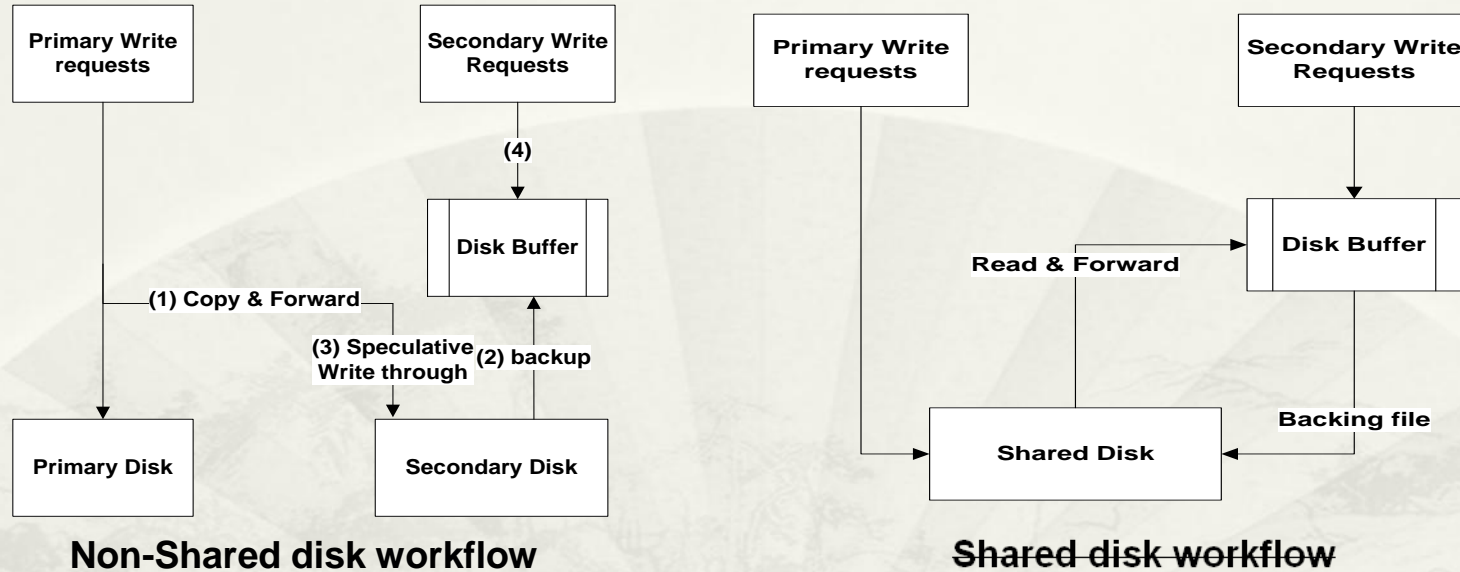 Primary Write
requests
Secondary Write
Requests
(4)
Disk Buffer
(1) Copy & Forward
(3) Speculative
Write through
(2) backup
Primary Disk
Secondary Disk
Non-Shared disk workflow
Primary Write
requests
Secondary Write
Requests
Disk Buffer
Read & Forward
Backing file
Shared Disk
Shared disk workflow